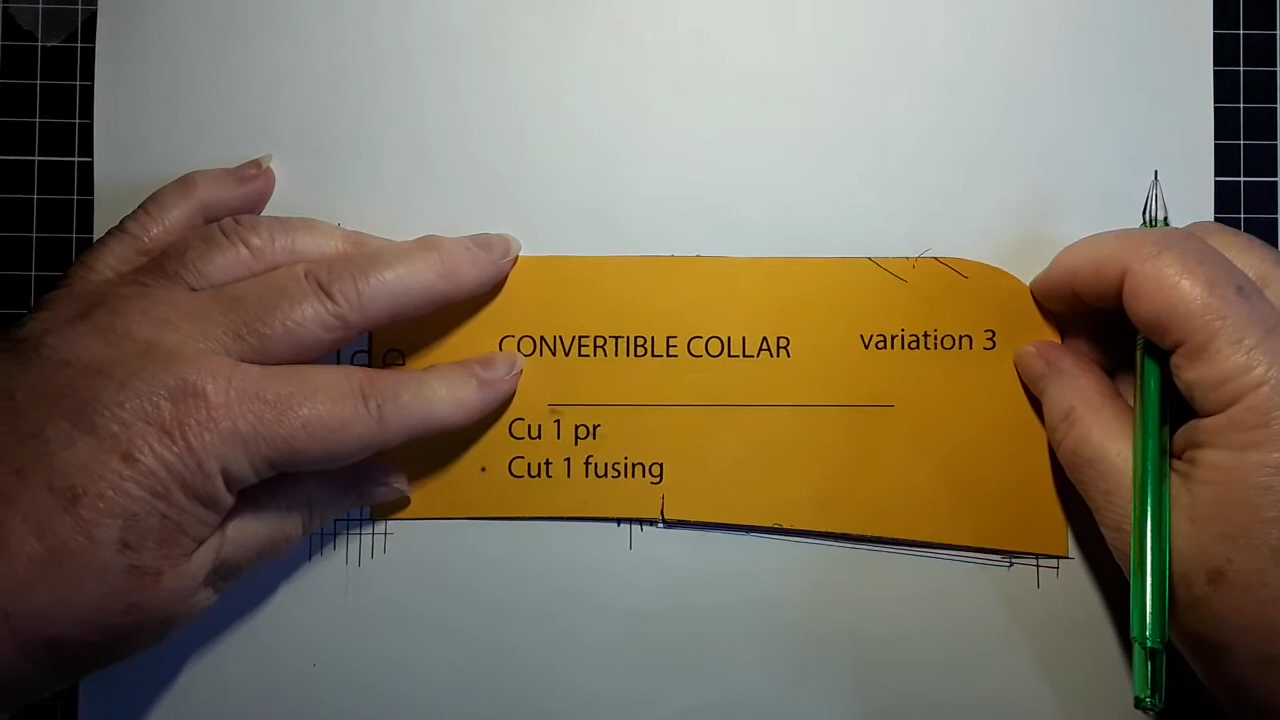 CONVERTIBLE COLLAR
variation 3
Cu 1 pr
Cut 1 fusing